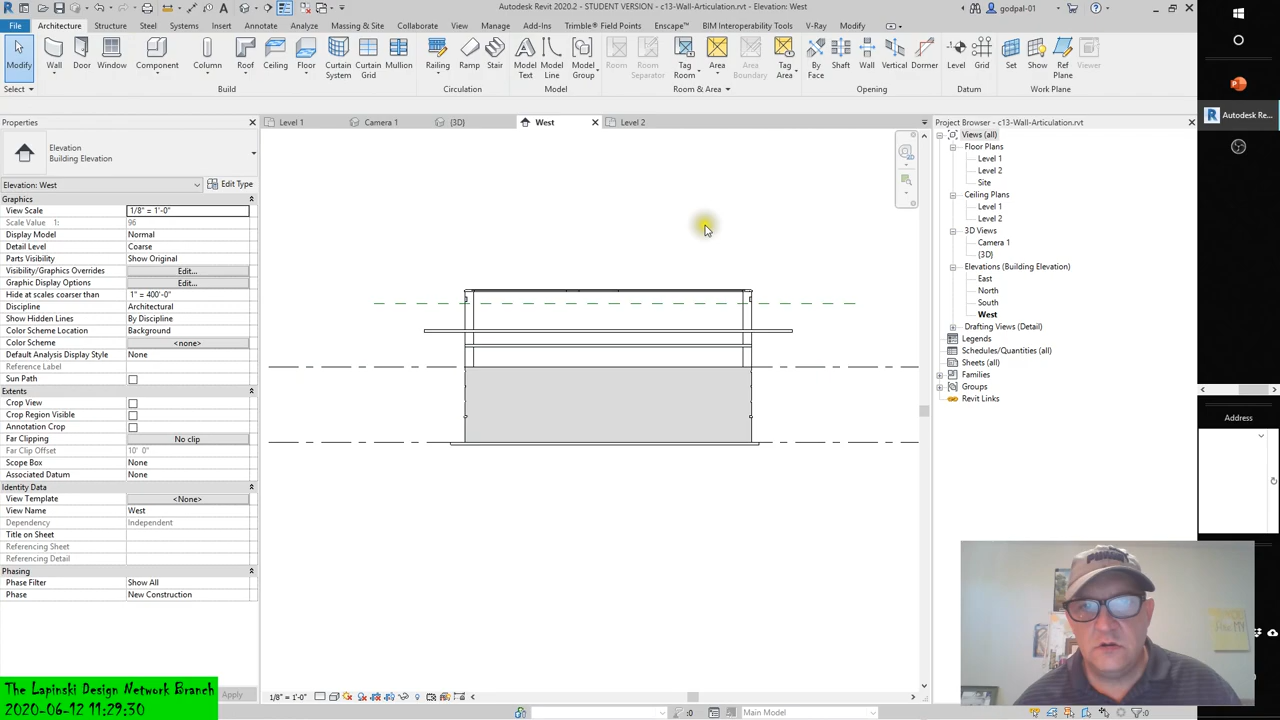 Autodesk Revit 2020.2 - STUDENT VERSION - c13-Wall-Articulation.rvt - Elevation: West
godpal-01
File Architecture Structure Steel Systems Insert Annotate Analyze Massing & Site Collaborate View Manage Add-Ins Trimble® Field Points Enscape™ BIM Interoperability Tools V-Ray Modify
Modify Wall Door Window Component Column Roof Ceiling Floor Curtain System Curtain Grid Mullion Railing Ramp Stair Model Text Model Line Model Group Room Room Separator Tag Room Area Area Boundary Tag Area By Face Shaft Wall Vertical Dormer Level Grid Set Show Ref Plane Viewer
Select Build Circulation Model Room & Area Opening Datum Work Plane
Autodesk Re...
Properties
Level 1 Camera 1 {3D} West Level 2
Project Browser - c13-Wall-Articulation.rvt
Elevation
Building Elevation
Elevation: West Edit Type
Graphics
View Scale 1/8" = 1'-0"
Scale Value 1: 96
Display Model Normal
Detail Level Coarse
Parts Visibility Show Original
Visibility/Graphics Overrides Edit...
Graphic Display Options Edit...
Hide at scales coarser than 1" = 400'-0"
Discipline Architectural
Show Hidden Lines By Discipline
Color Scheme Location Background
Color Scheme <none>
Default Analysis Display Style None
Reference Label
Sun Path
Extents
Crop View
Crop Region Visible
Annotation Crop
Far Clipping No clip
Far Clip Offset 10' 0"
Scope Box None
Associated Datum None
Identity Data
View Template <None>
View Name West
Dependency Independent
Title on Sheet
Referencing Sheet
Referencing Detail
Phasing
Phase Filter Show All
Phase New Construction
Views (all)
Floor Plans
Level 1
Level 2
Site
Ceiling Plans
Level 1
Level 2
3D Views
Camera 1
{3D}
Elevations (Building Elevation)
East
North
South
West
Drafting Views (Detail)
Legends
Schedules/Quantities (all)
Sheets (all)
Families
Groups
Revit Links
Address
Apply
1/8" = 1'-0"
:0 Main Model :0
The Lapinski Design Network Branch
2020-06-12 11:29:30